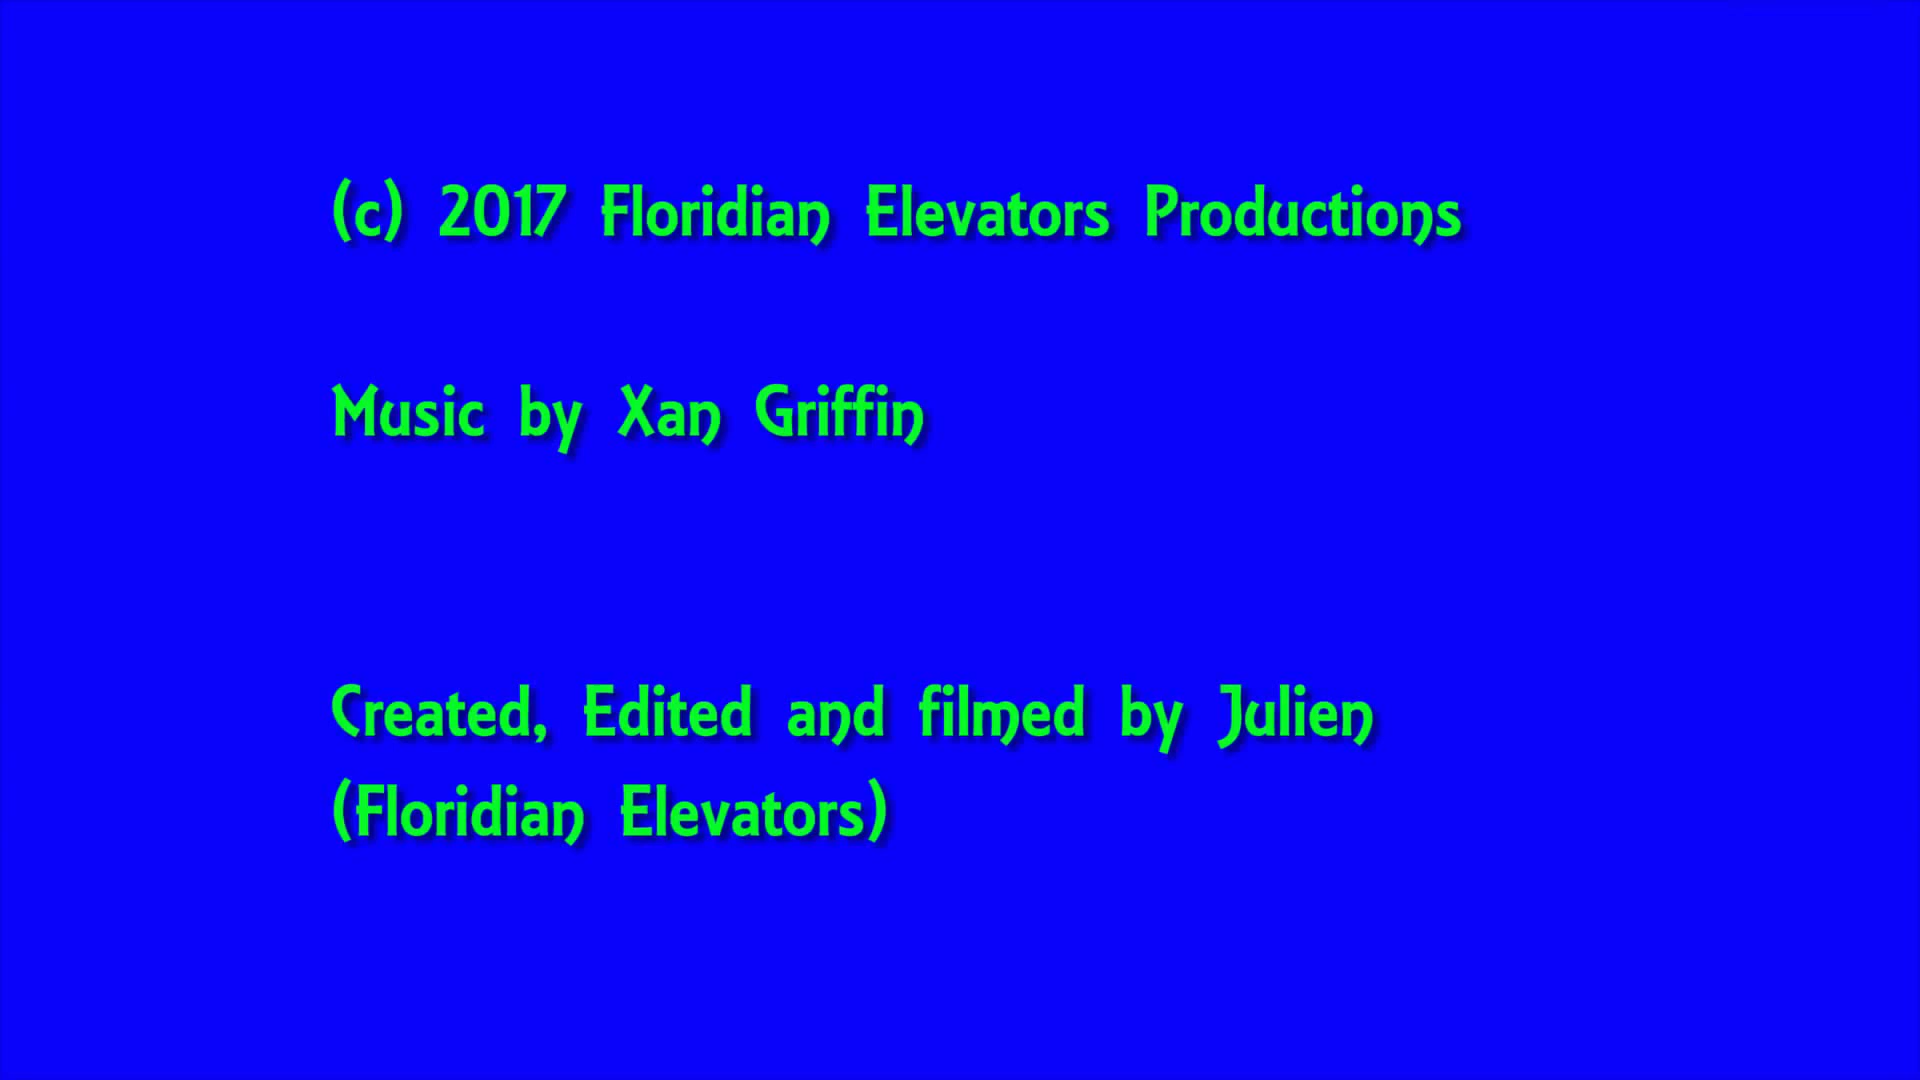 (c) 2017 Floridian Elevators Productions
Music by Xan Griffin
Created, Edited and filmed by Julien
(Floridian Elevators)